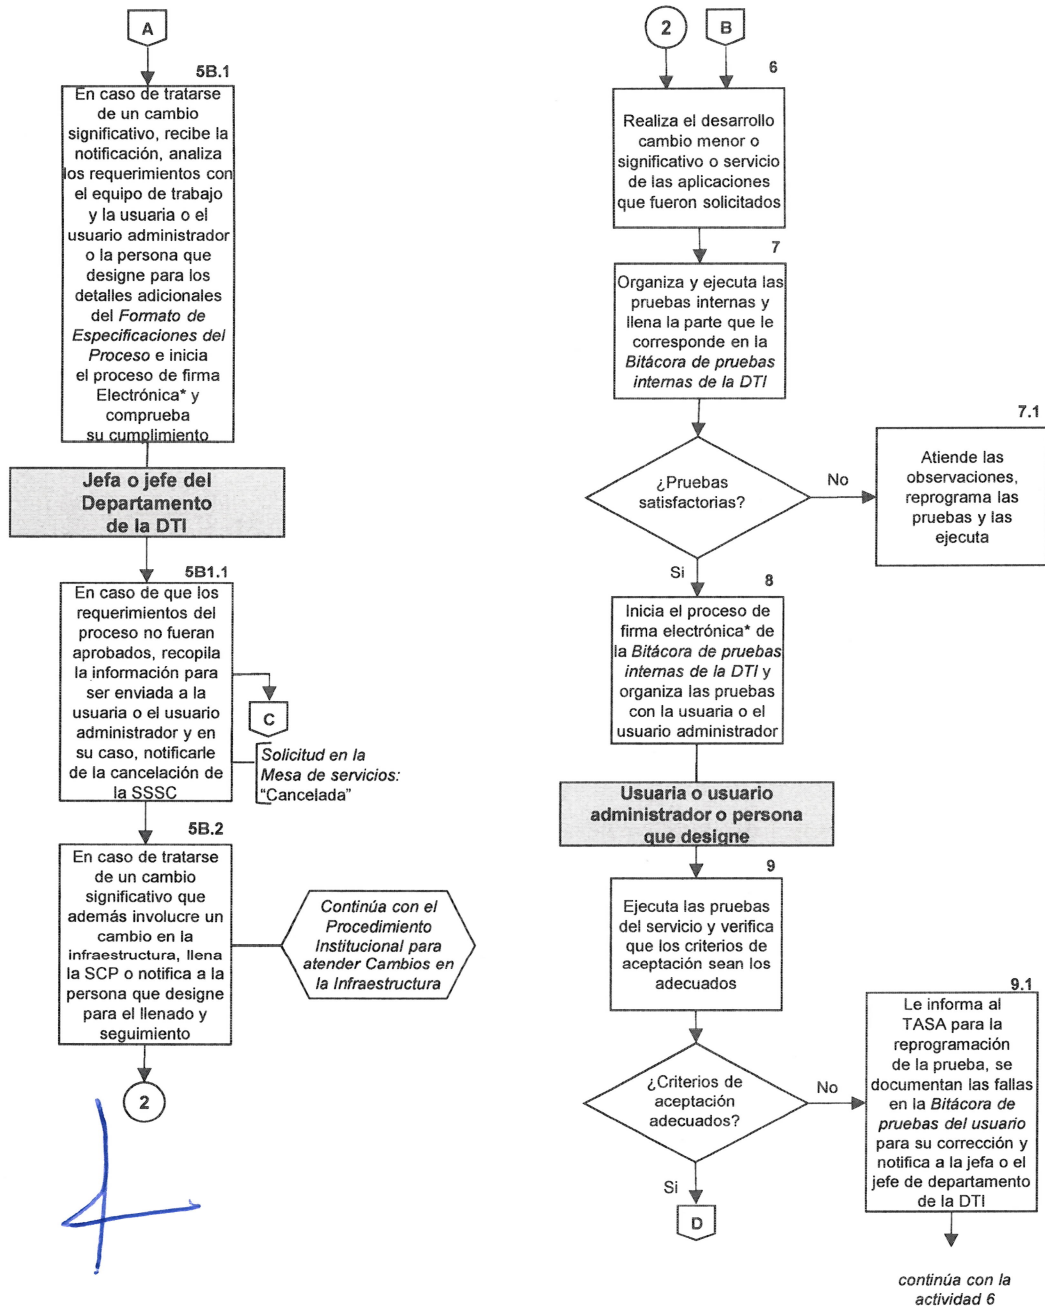 A
5B.1
En caso de tratarse
de un cambio
significativo, recibe la
notificación, analiza
los requerimientos con
el equipo de trabajo
y la usuaria o el
usuario administrador
o la persona que
designe para los
detalles adicionales
del Formato de
Especificaciones del
Proceso e inicia
el proceso de firma
Electrónica* y
comprueba
su cumplimiento
Jefa o jefe del
Departamento
de la DTI
5B1.1
En caso de que los
requerimientos del
proceso no fueran
aprobados, recopila
la información para
ser enviada a la
usuaria o el usuario
administrador y en
su caso, notificarle
de la cancelación de
la SSSC
C
Solicitud en la
Mesa de servicios:
“Cancelada”
5B.2
En caso de tratarse
de un cambio
significativo que
además involucre un
cambio en la
infraestructura, llena
la SCP o notifica a la
persona que designe
para el llenado y
seguimiento
Continúa con el
Procedimiento
Institucional para
atender Cambios en
la Infraestructura
2
2
B
6
Realiza el desarrollo
cambio menor o
significativo o servicio
de las aplicaciones
que fueron solicitados
7
Organiza y ejecuta las
pruebas internas y
llena la parte que le
corresponde en la
Bitácora de pruebas
internas de la DTI
¿Pruebas
satisfactorias?
No
7.1
Atiende las
observaciones,
reprograma las
pruebas y las
ejecuta
Si
8
Inicia el proceso de
firma electrónica* de
la Bitácora de pruebas
internas de la DTI y
organiza las pruebas
con la usuaria o el
usuario administrador
Usuaria o usuario
administrador o persona
que designe
9
Ejecuta las pruebas
del servicio y verifica
que los criterios de
aceptación sean los
adecuados
¿Criterios de
aceptación
adecuados?
No
9.1
Le informa al
TASA para la
reprogramación
de la prueba, se
documentan las fallas
en la Bitácora de
pruebas del usuario
para su corrección y
notifica a la jefa o el
jefe de departamento
de la DTI
Si
D
continúa con la
actividad 6